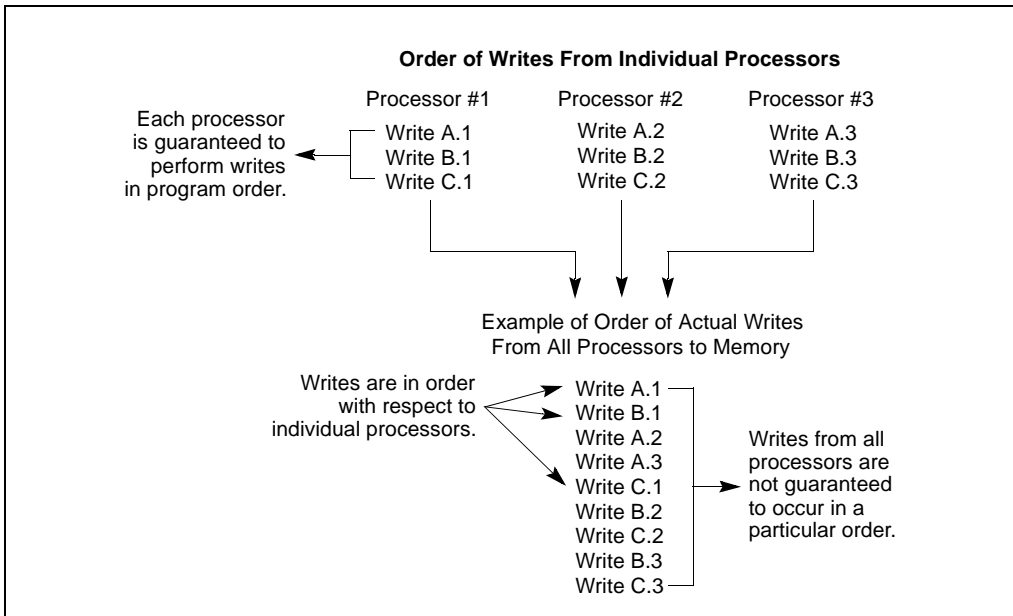 Order of Writes From Individual Processors
Processor #1
Processor #2
Processor #3
Each processor
is guaranteed to
perform writes
in program order.
Write A.1
Write B.1
Write C.1
Write A.2
Write B.2
Write C.2
Write A.3
Write B.3
Write C.3
Example of Order of Actual Writes
From All Processors to Memory
Writes are in order
with respect to
individual processors.
Write A.1
Write B.1
Write A.2
Write A.3
Write C.1
Write B.2
Write C.2
Write B.3
Write C.3
Writes from all
processors are
not guaranteed
to occur in a
particular order.